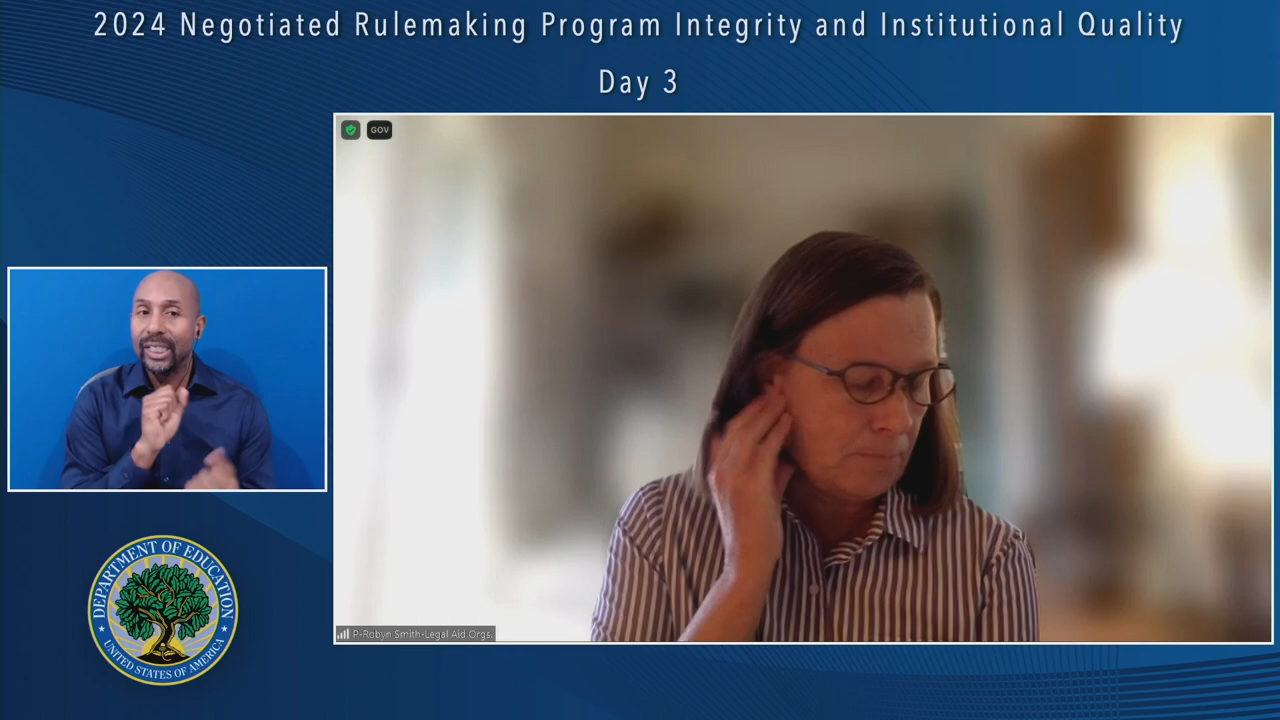 2024 Negotiated Rulemaking Program Integrity and Institutional Quality
Day 3
GOV
P-Robyn Smith-Legal Aid Orgs.
DEPARTMENT OF EDUCATION
UNITED STATES OF AMERICA